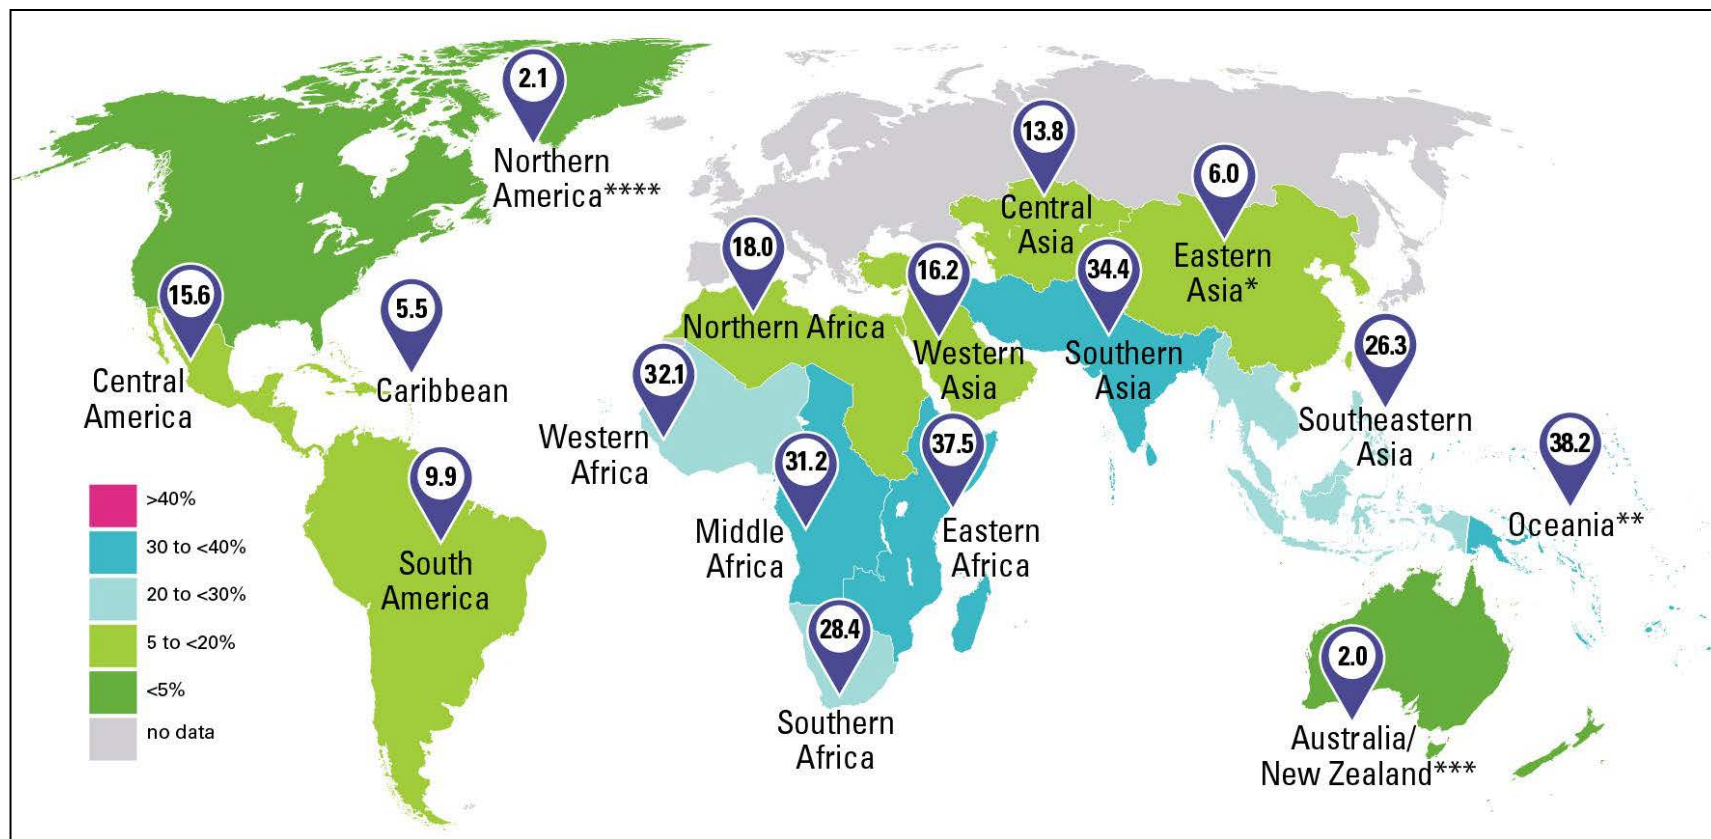 2.1
Northern
America****
13.8
Central
Asia
6.0
Eastern
Asia*
18.0
Northern Africa
16.2
Western
Asia
34.4
Southern
Asia
15.6
Central
America
5.5
Caribbean
26.3
Southeastern
Asia
32.1
Western
Africa
31.2
Middle
Africa
37.5
Eastern
Africa
38.2
Oceania**
9.9
South
America
28.4
Southern
Africa
2.0
Australia/
New Zealand***
>40%
30 to <40%
20 to <30%
5 to <20%
<5%
no data